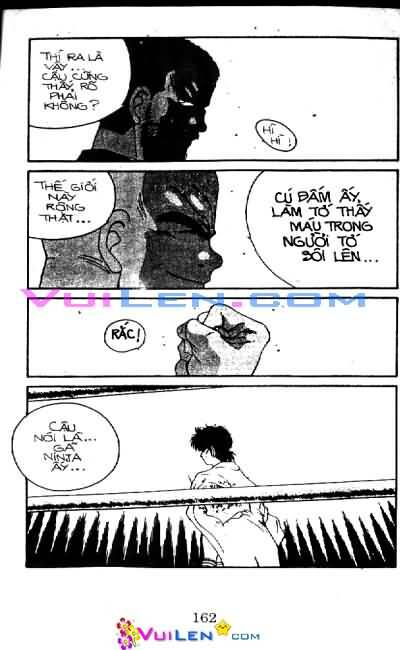 THÌ RA LÀ
VẬY...
CẬU CŨNG
THẤY RÕ
PHẢI
KHÔNG?
HÌ
HÌ!
THẾ GIỚI
NÀY
RỘNG
THẬT...
CÚ ĐẤM ẤY,
LÀM TỚ THẤY
MÁU TRONG
NGƯỜI TỚ
SÔI LÊN...
VUILEN.COM
RẮC!
CẬU
NÓI LÀ...
GÃ
NINJA
ẤY...
162
VUILEN.COM